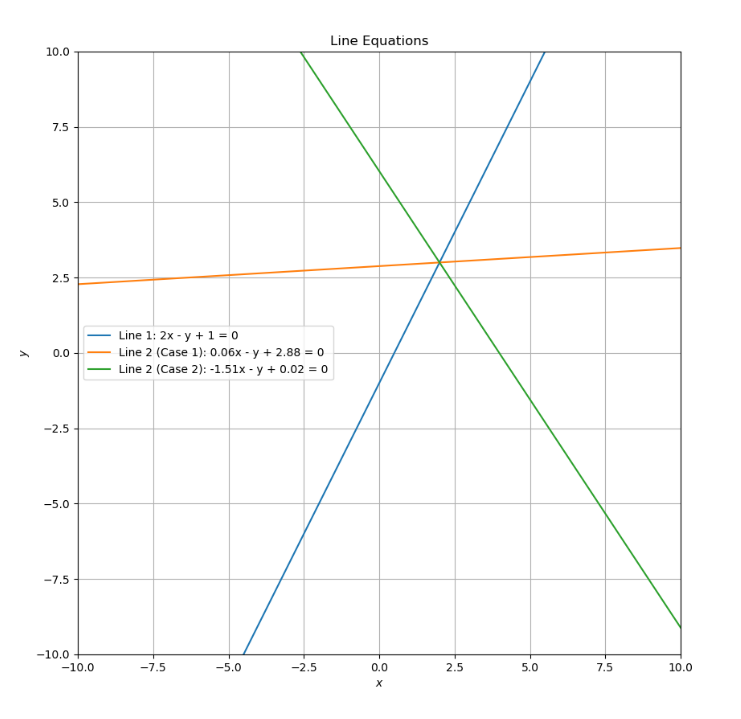 Line Equations
10.0
7.5
5.0
2.5
0.0
−2.5
−5.0
−7.5
−10.0
y
Line 1: 2x - y + 1 = 0
Line 2 (Case 1): 0.06x - y + 2.88 = 0
Line 2 (Case 2): -1.51x - y + 0.02 = 0
−10.0 −7.5 −5.0 −2.5 0.0 2.5 5.0 7.5 10.0
x